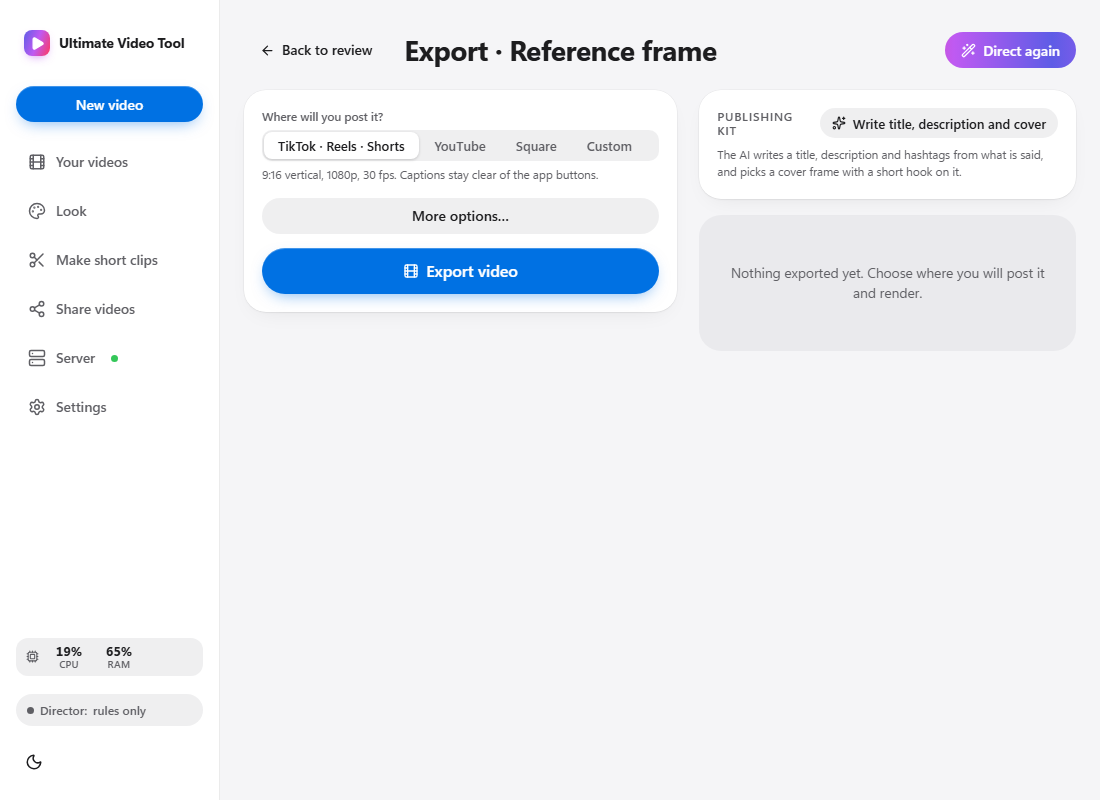 Ultimate Video Tool
New video
Your videos
Look
Make short clips
Share videos
Server
Settings
19%
CPU
65%
RAM
Director: rules only
Back to review
Export · Reference frame
Direct again
Where will you post it?
TikTok · Reels · Shorts
YouTube
Square
Custom
9:16 vertical, 1080p, 30 fps. Captions stay clear of the app buttons.
More options...
Export video
PUBLISHING
KIT
Write title, description and cover
The AI writes a title, description and hashtags from what is said,
and picks a cover frame with a short hook on it.
Nothing exported yet. Choose where you will post it
and render.